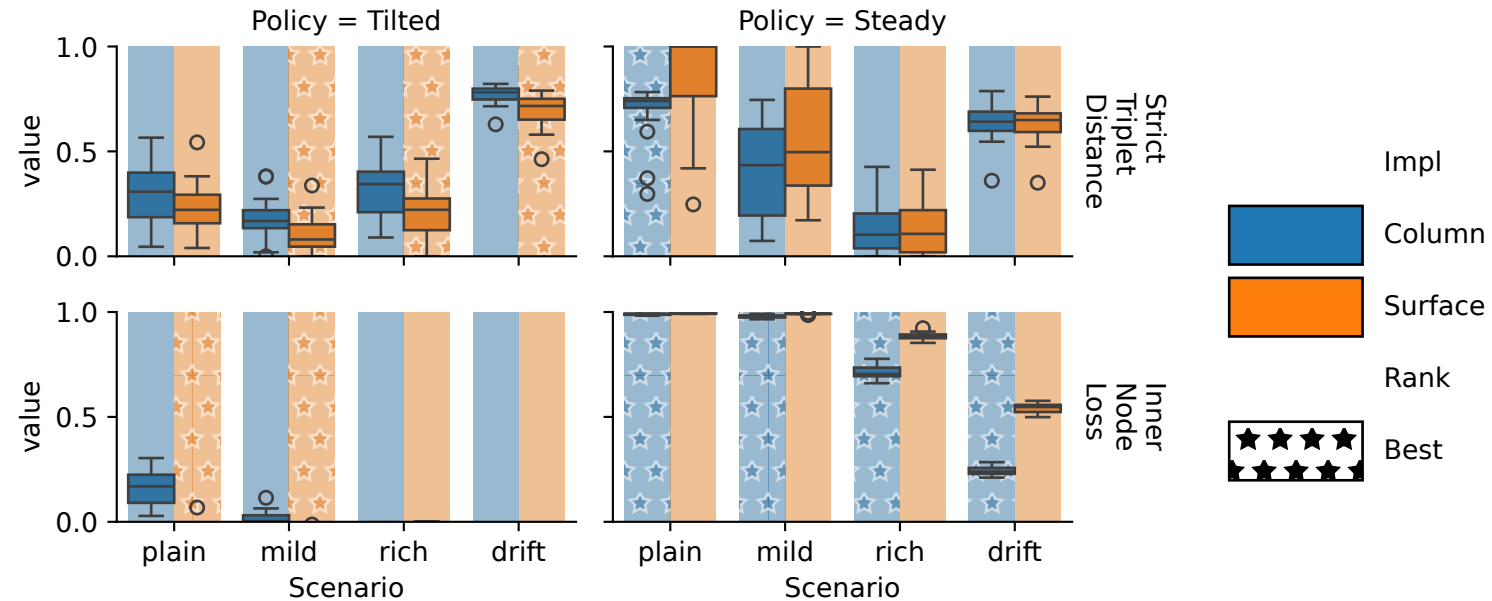 Policy = Tilted
Policy = Steady
1.0
0.5
0.0
value
Strict
Triplet
Distance
1.0
0.5
0.0
value
Inner
Node
Loss
plain
mild
rich
drift
Scenario
plain
mild
rich
drift
Scenario
Impl
Column
Surface
Rank
Best